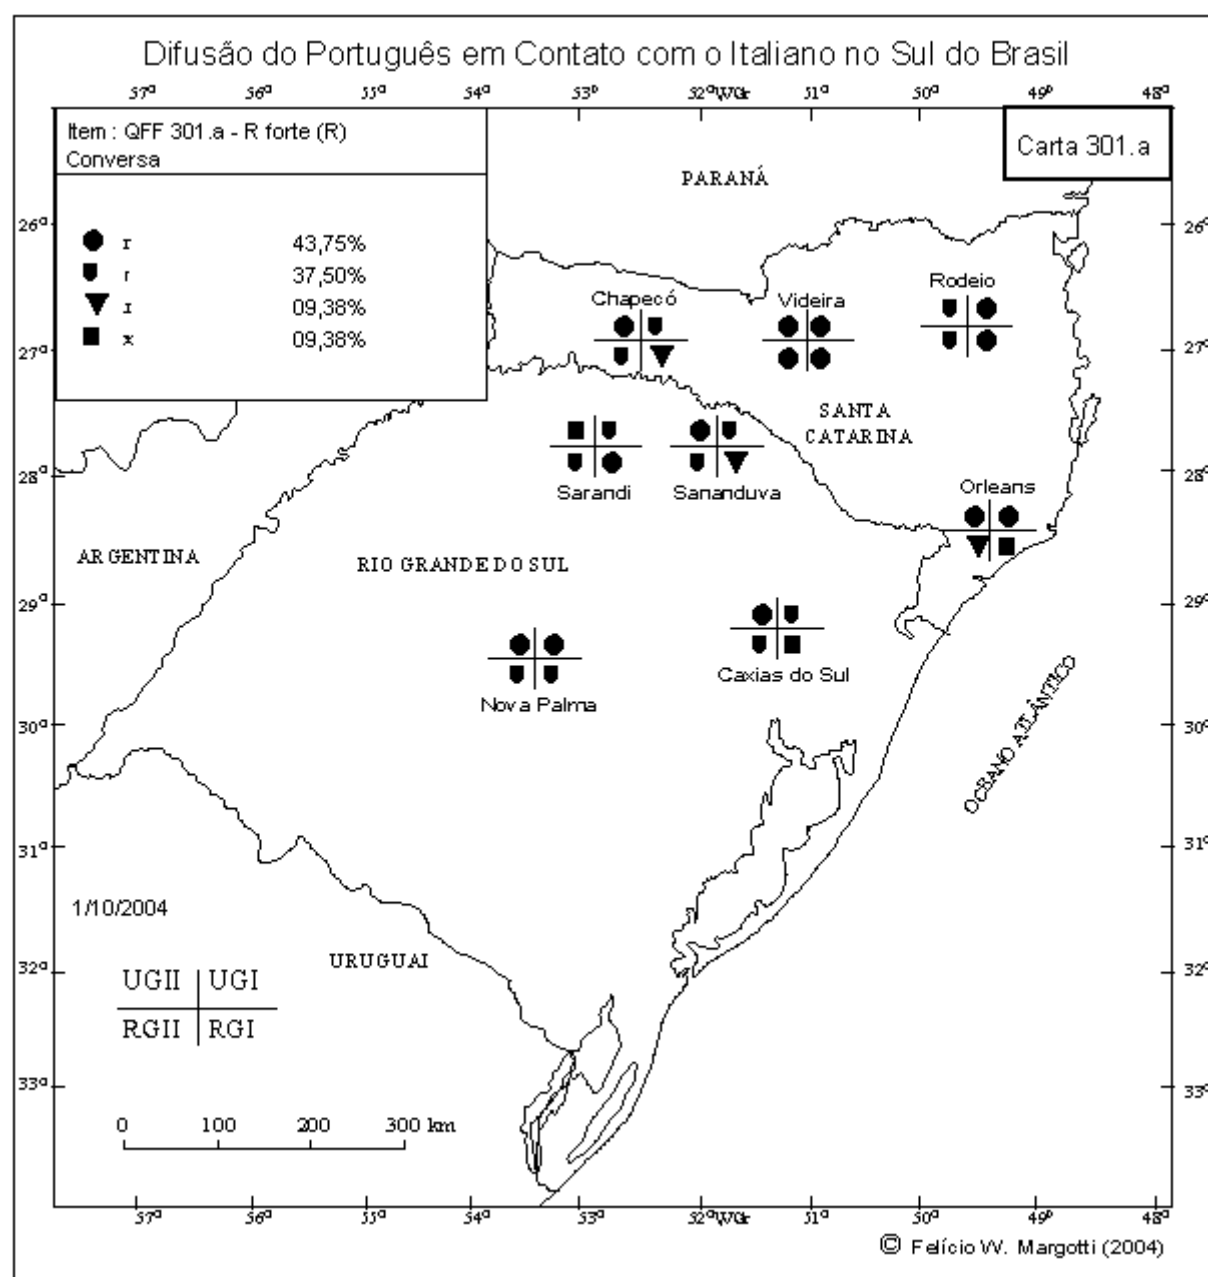 Difusão do Português em Contato com o Italiano no Sul do Brasil
57º 56º 55º 54º 53º 52ºWGr 51º 50º 49º 48º
Item : QFF 301.a - R forte (R)
Conversa
r 43,75%
ɾ 37,50%
ɹ 09,38%
x 09,38%
Carta 301.a
PARANÁ
26º 26º
Chapecó Videira Rodeio
27º 27º
SANTA
CATARINA
28º 28º
Sarandi Sananduva Orleans
ARGENTINA
RIO GRANDE DO SUL
29º 29º
Nova Palma Caxias do Sul
OCEANO ATLÂNTICO
30º 30º
31º 31º
1/10/2004
URUGUAI
32º 32º
UGII UGI
RGII RGI
33º 33º
0 100 200 300 km
57º 56º 55º 54º 53º 52ºWGr 51º 50º 49º 48º
© Felício W. Margotti (2004)